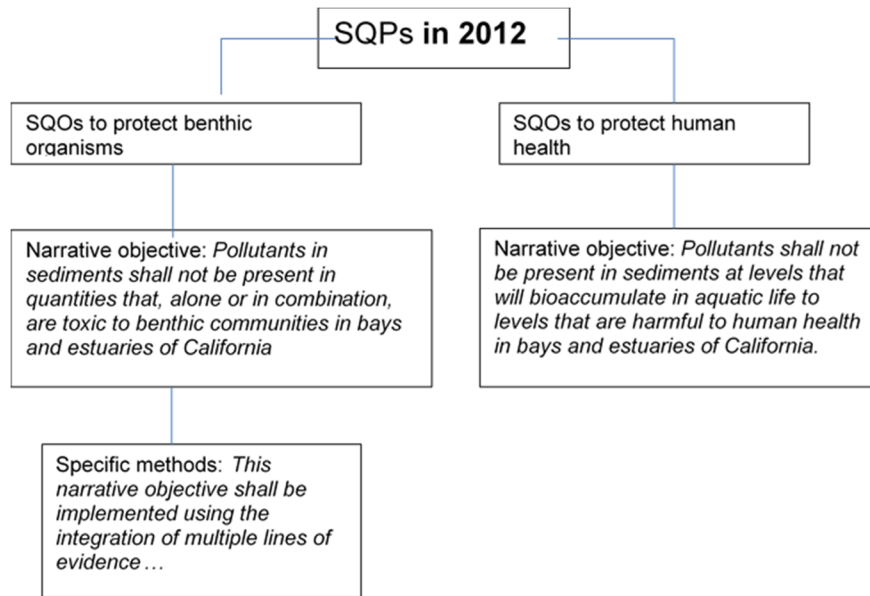 SQPs in 2012
SQOs to protect benthic
organisms
SQOs to protect human
health
Narrative objective: Pollutants in
sediments shall not be present in
quantities that, alone or in combination,
are toxic to benthic communities in bays
and estuaries of California
Narrative objective: Pollutants shall not
be present in sediments at levels that
will bioaccumulate in aquatic life to
levels that are harmful to human health
in bays and estuaries of California.
Specific methods: This
narrative objective shall be
implemented using the
integration of multiple lines of
evidence…